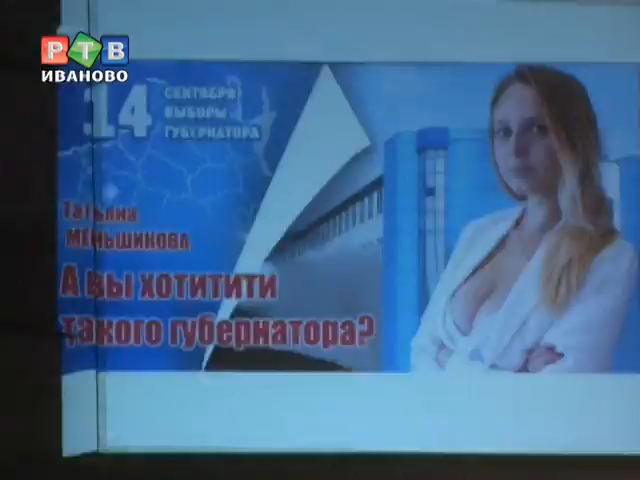 РТВ
ИВАНОВО
14
СЕНТЯБРЯ
ВЫБОРЫ
ГУБЕРНАТОРА
Татьяна
МЕНЬШИКОВА
А вы хотитити
такого губернатора?